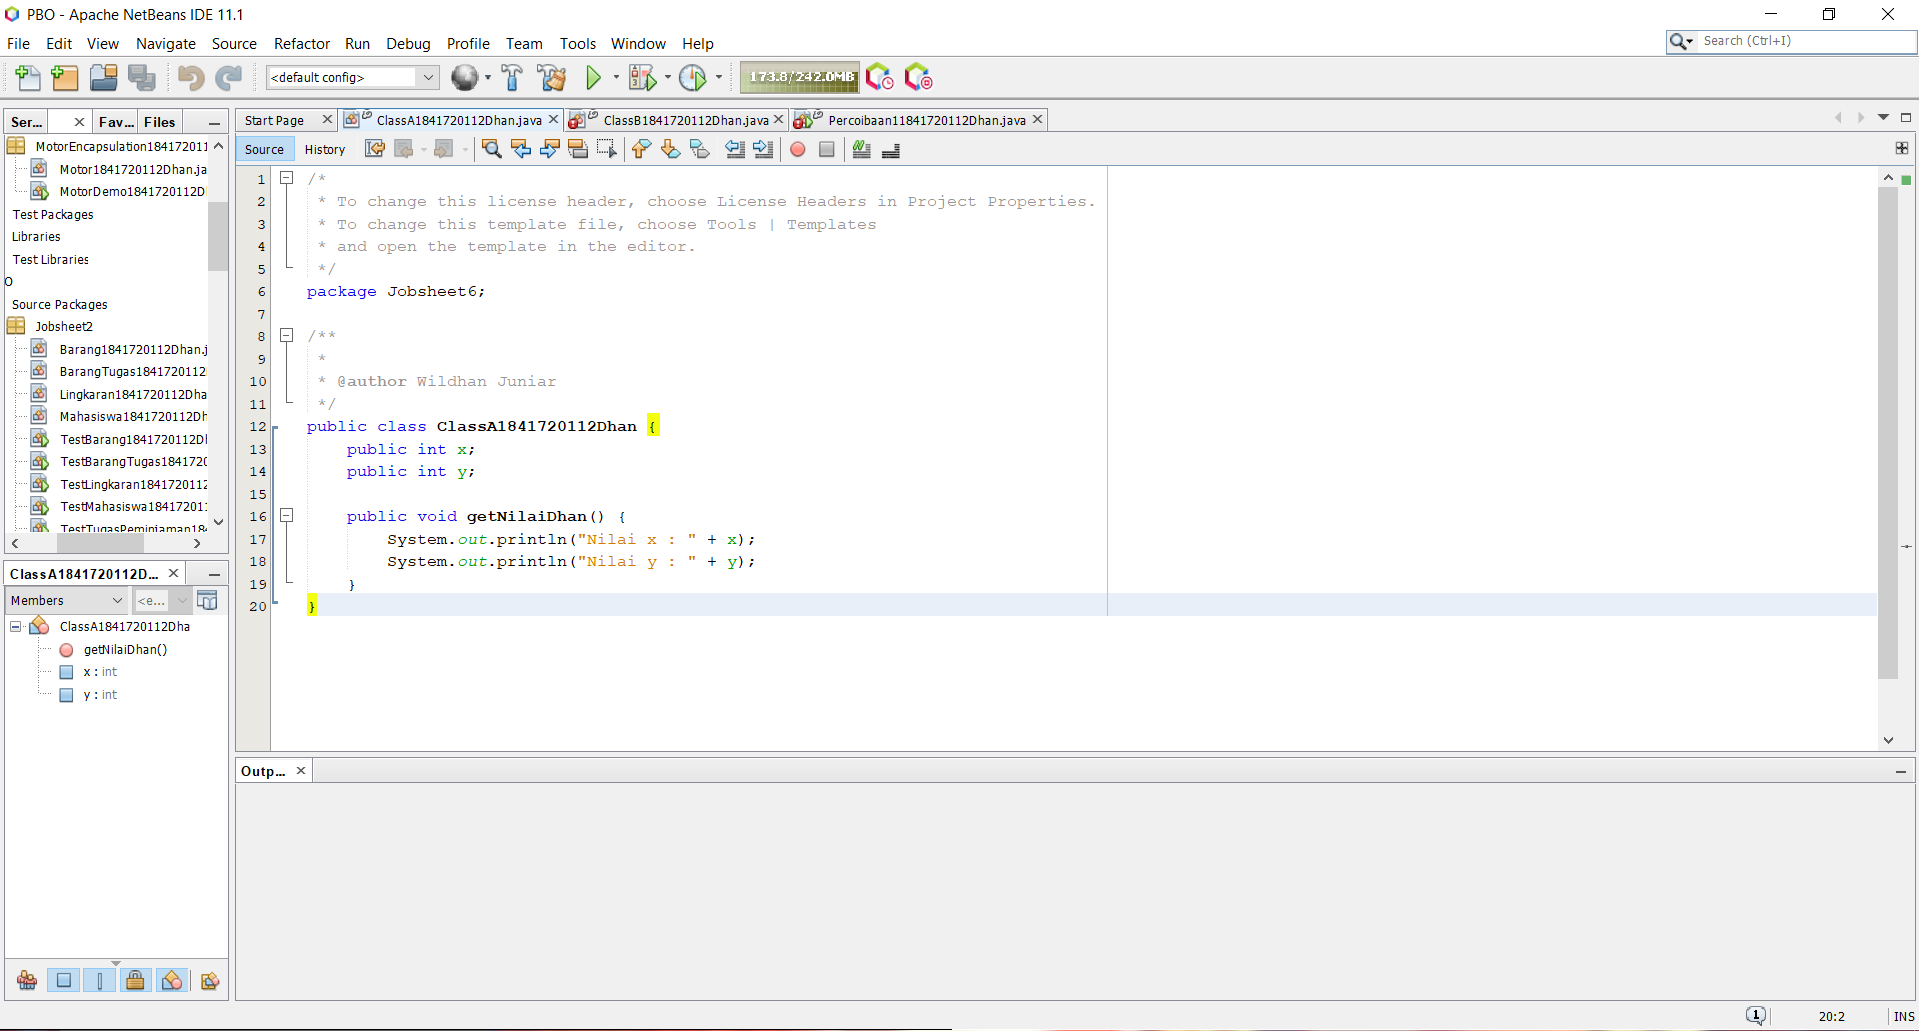 PBO - Apache NetBeans IDE 11.1
File Edit View Navigate Source Refactor Run Debug Profile Team Tools Window Help
Search (Ctrl+I)
<default config>
173.8/242.0MB
Ser... Fav... Files
MotorEncapsulation184172011
Motor1841720112Dhan.ja
MotorDemo1841720112D
Test Packages
Libraries
Test Libraries
O
Source Packages
Jobsheet2
Barang1841720112Dhan.j
BarangTugas1841720112
Lingkaran1841720112Dha
Mahasiswa1841720112Dh
TestBarang1841720112D
TestBarangTugas1841720
TestLingkaran1841720112
TestMahasiswa184172011
TestTugasPeminjaman184
Start Page ClassA1841720112Dhan.java ClassB1841720112Dhan.java Percoibaan11841720112Dhan.java
Source History
1 /*
2 * To change this license header, choose License Headers in Project Properties.
3 * To change this template file, choose Tools | Templates
4 * and open the template in the editor.
5 */
6 package Jobsheet6;
7
8 /**
9 *
10 * @author Wildhan Juniar
11 */
12 public class ClassA1841720112Dhan {
13 public int x;
14 public int y;
15
16 public void getNilaiDhan() {
17 System.out.println("Nilai x : " + x);
18 System.out.println("Nilai y : " + y);
19 }
20 }
ClassA1841720112D...
Members <e...
ClassA1841720112Dha
getNilaiDhan()
x : int
y : int
Outp...
1 20:2 INS